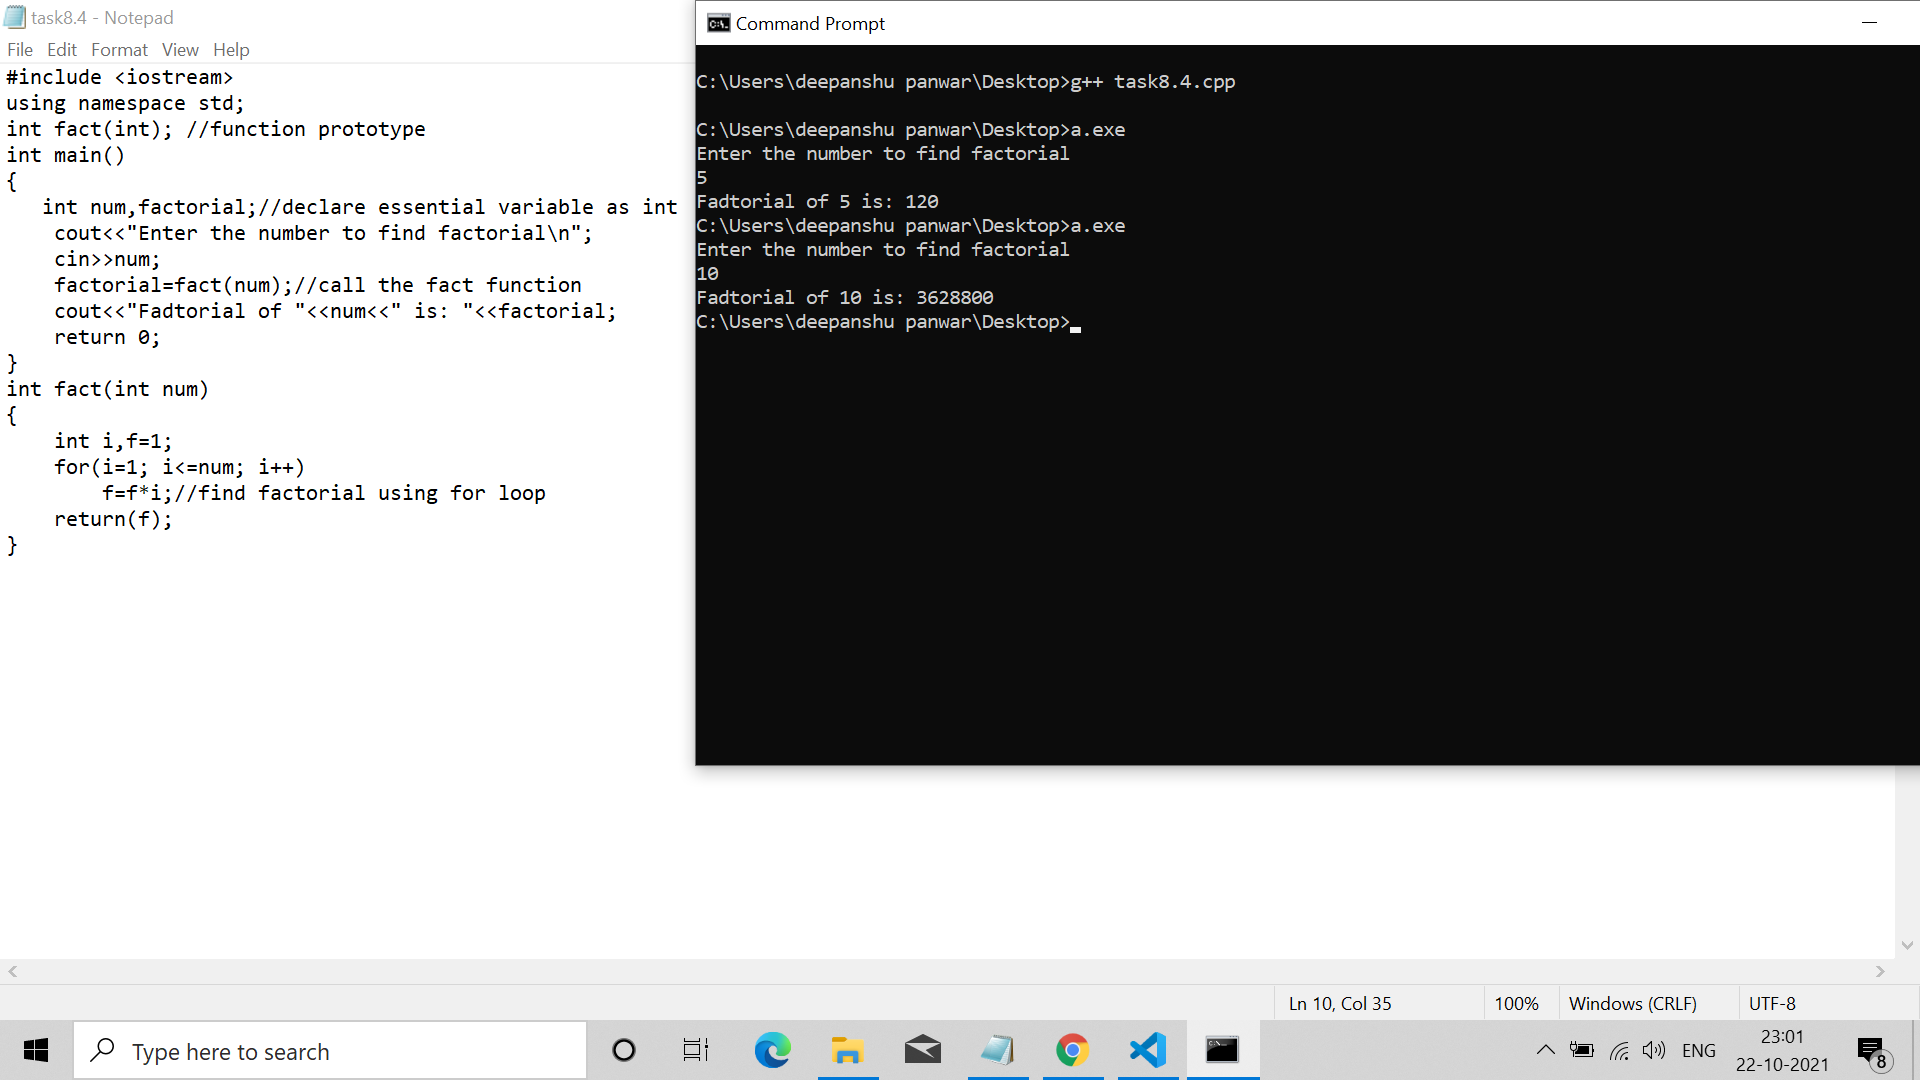 task8.4 - Notepad
File Edit Format View Help
#include <iostream>
using namespace std;
int fact(int); //function prototype
int main()
{
   int num,factorial;//declare essential variable as int
    cout<<"Enter the number to find factorial\n";
    cin>>num;
    factorial=fact(num);//call the fact function
    cout<<"Fadtorial of "<<num<<" is: "<<factorial;
    return 0;
}
int fact(int num)
{
    int i,f=1;
    for(i=1; i<=num; i++)
        f=f*i;//find factorial using for loop
    return(f);
}
Command Prompt
C:\Users\deepanshu panwar\Desktop>g++ task8.4.cpp
C:\Users\deepanshu panwar\Desktop>a.exe
Enter the number to find factorial
5
Fadtorial of 5 is: 120
C:\Users\deepanshu panwar\Desktop>a.exe
Enter the number to find factorial
10
Fadtorial of 10 is: 3628800
C:\Users\deepanshu panwar\Desktop>
Ln 10, Col 35 100% Windows (CRLF) UTF-8
Type here to search
ENG
23:01
22-10-2021
8